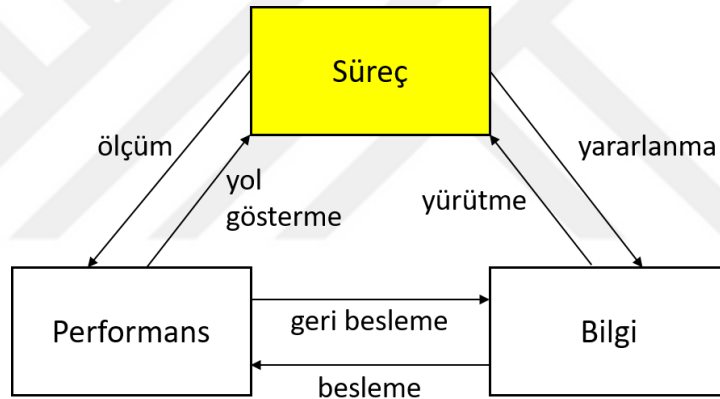 Süreç
ölçüm
yararlanma
yol
gösterme
yürütme
Performans
geri besleme
Bilgi
besleme